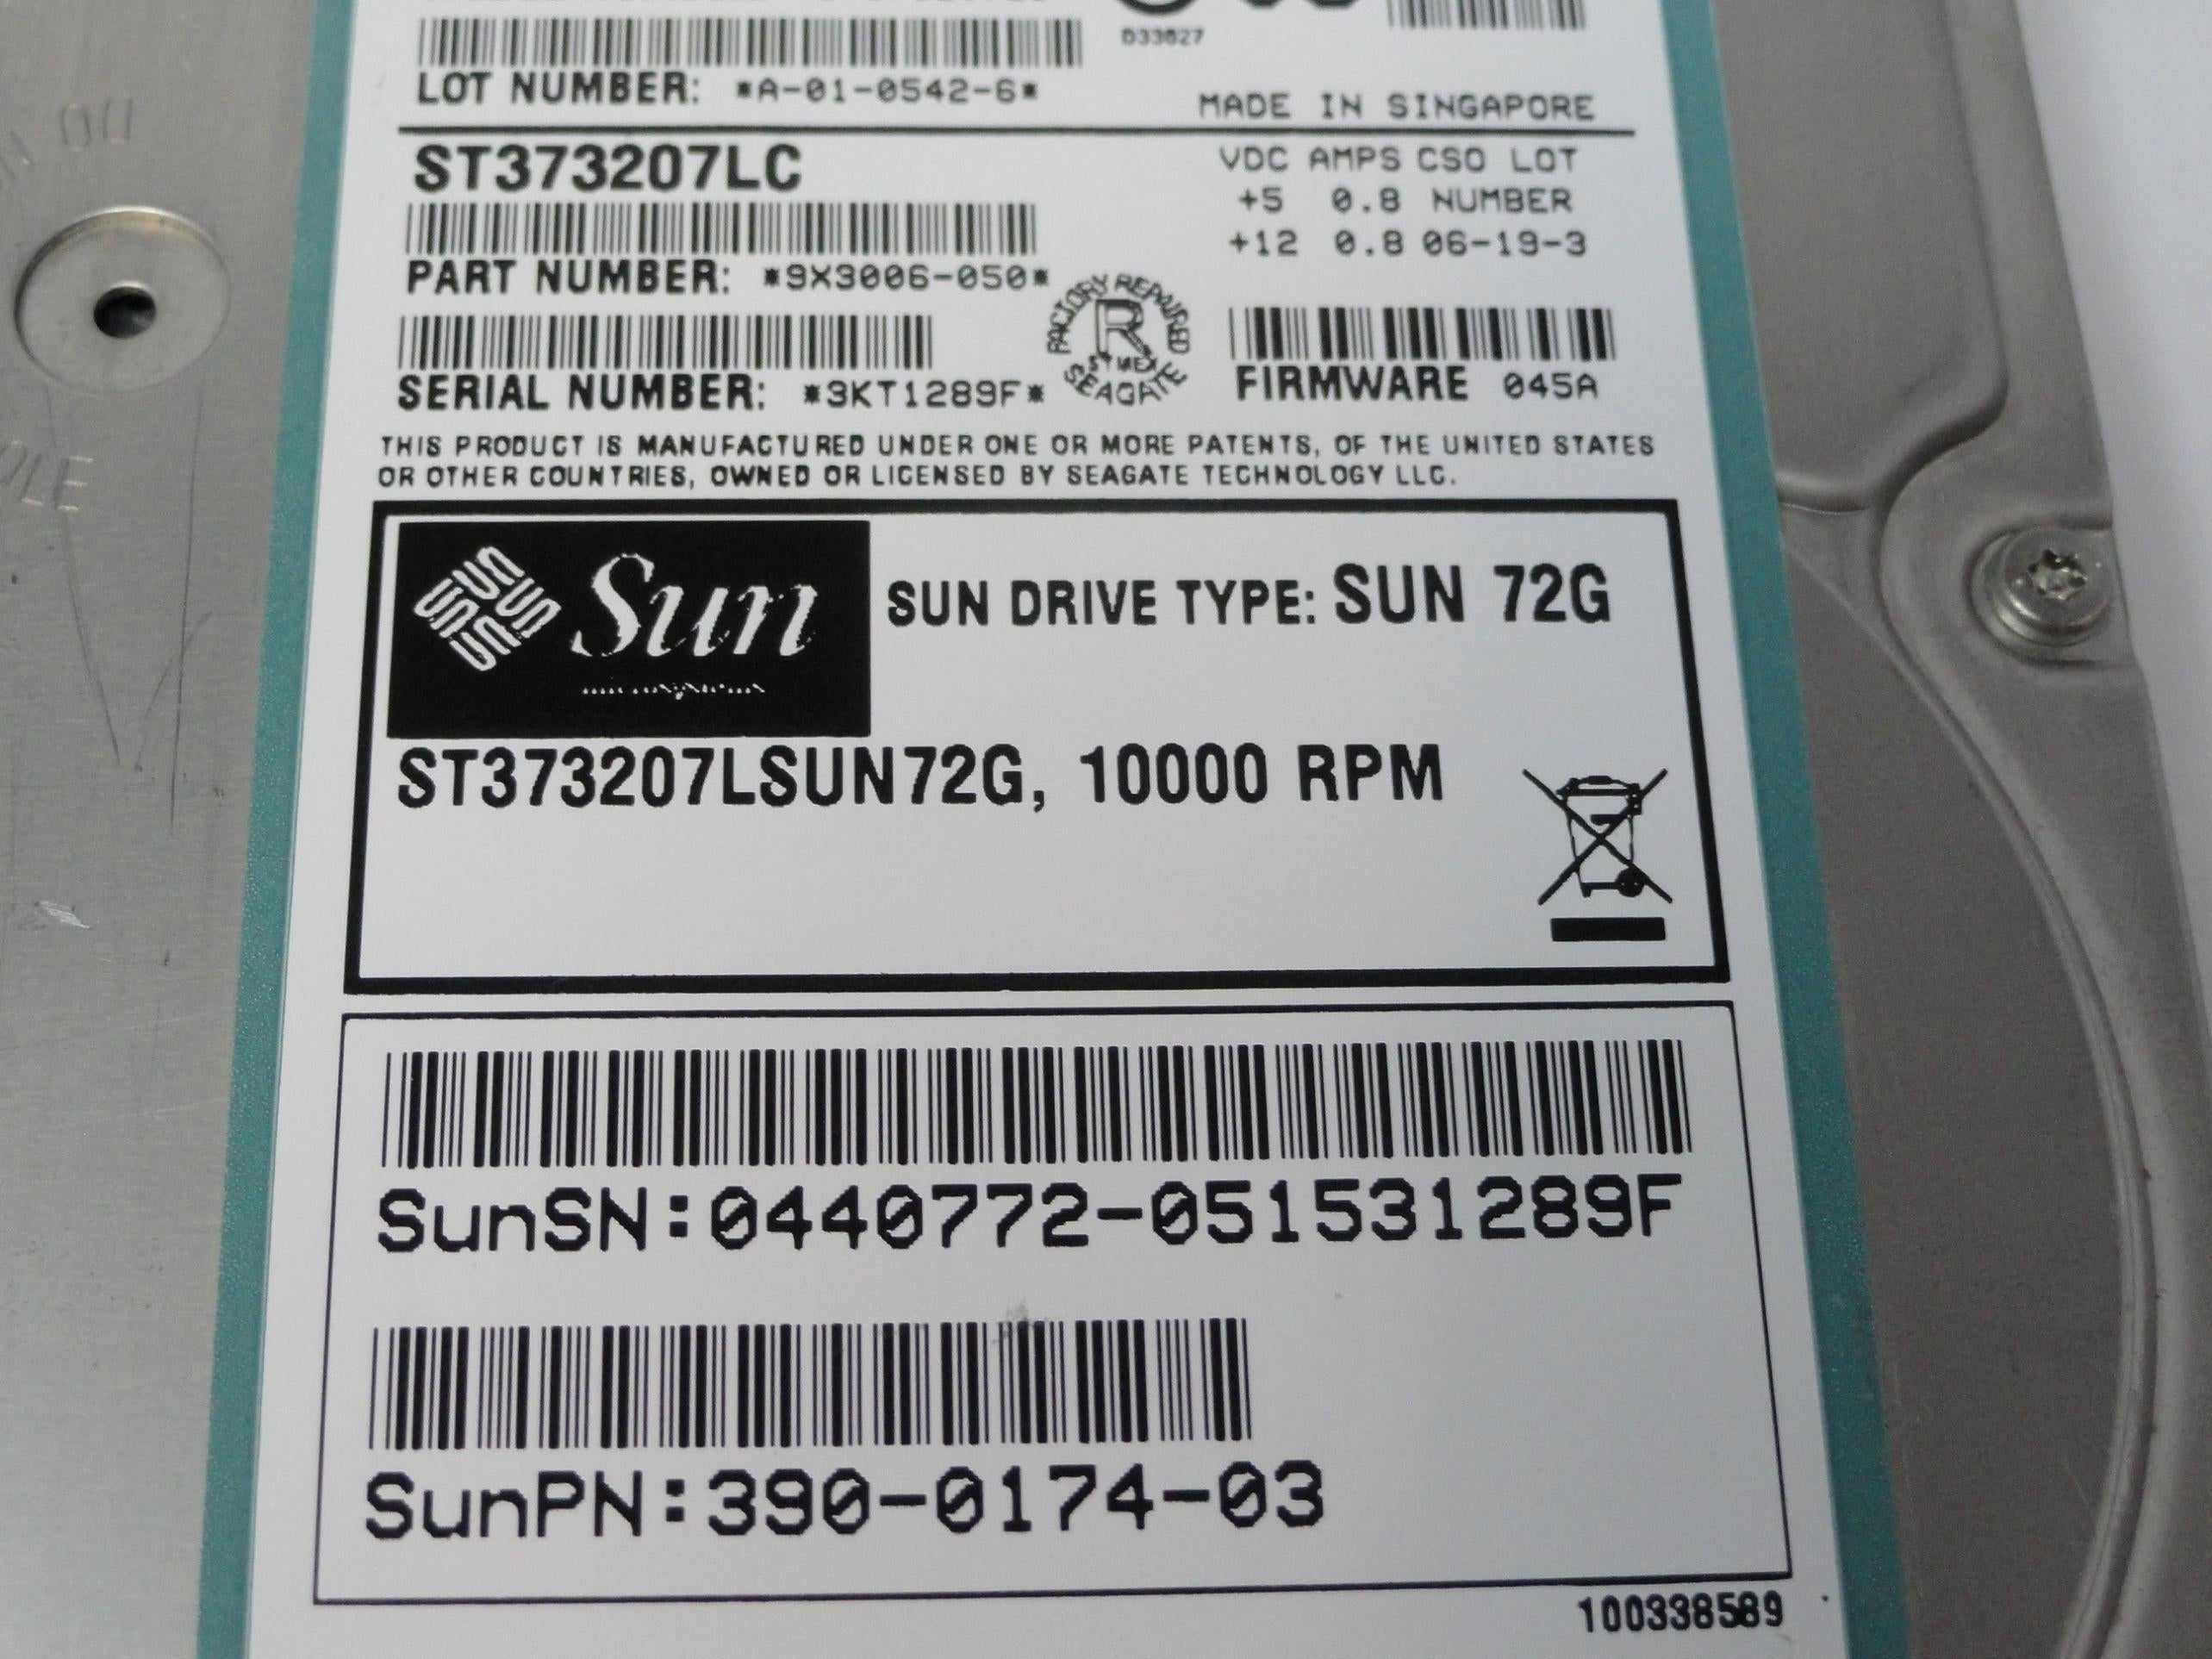 D33027
LOT NUMBER: *A-01-0542-6*
MADE IN SINGAPORE
ST373207LC
VDC AMPS CSO LOT
+5 0.8 NUMBER
+12 0.8 06-19-3
PART NUMBER: *9X3006-050*
FACTORY REPAIRED
R
SEAGATE
SERIAL NUMBER: *3KT1289F*
FIRMWARE 045A
THIS PRODUCT IS MANUFACTURED UNDER ONE OR MORE PATENTS, OF THE UNITED STATES
OR OTHER COUNTRIES, OWNED OR LICENSED BY SEAGATE TECHNOLOGY LLC.
Sun
SUN DRIVE TYPE: SUN 72G
ST373207LSUN72G, 10000 RPM
SunSN:0440772-051531289F
SunPN:390-0174-03
100338589